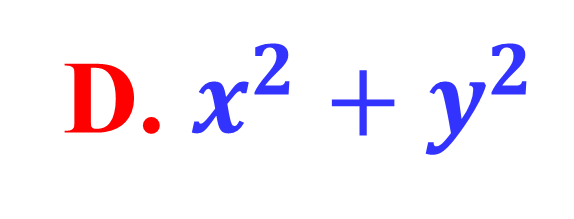 D. x² + y²